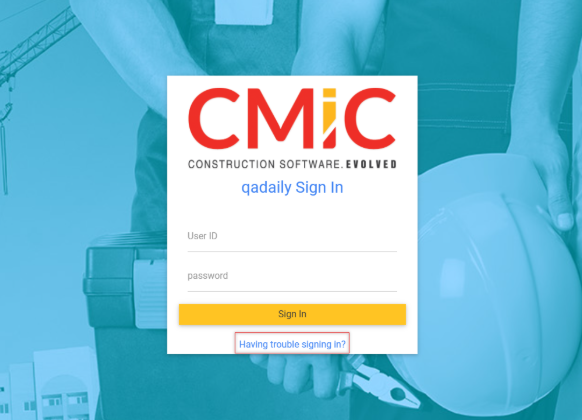 CMiC
CONSTRUCTION SOFTWARE.EVOLVED
qadaily Sign In
User ID
password
Sign In
Having trouble signing in?